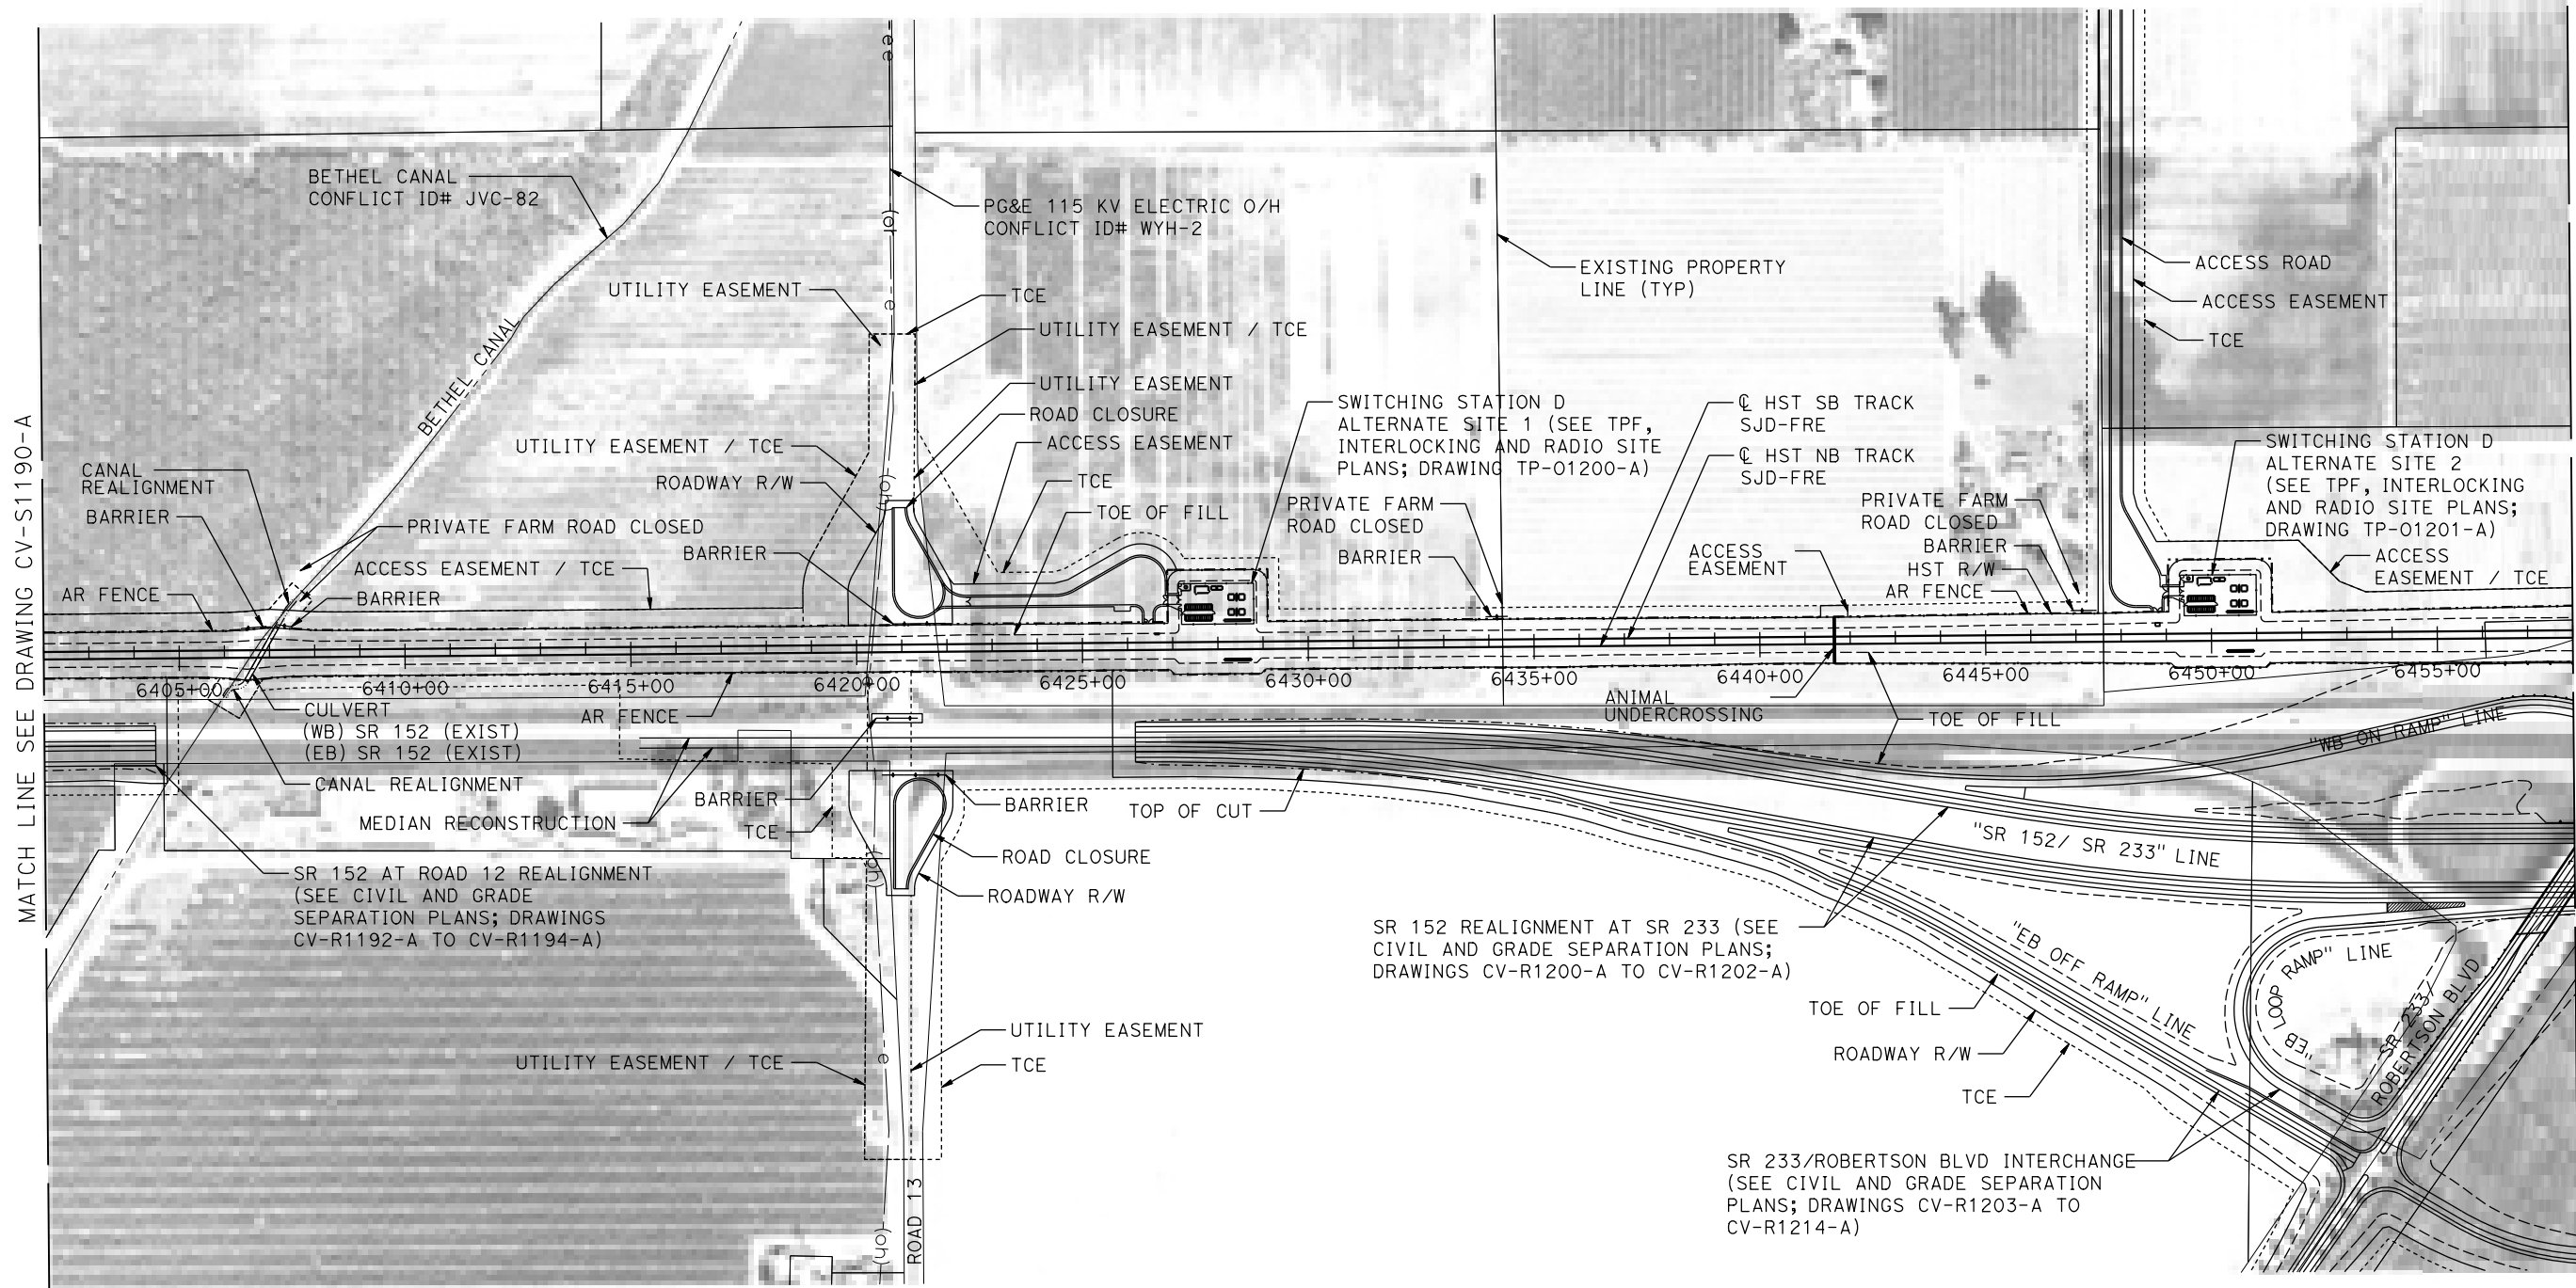 MATCH LINE SEE DRAWING CV-S1190-A
BETHEL CANAL
CONFLICT ID# JVC-82
BETHEL CANAL
PG&E 115 KV ELECTRIC O/H
CONFLICT ID# WYH-2
UTILITY EASEMENT
TCE
UTILITY EASEMENT / TCE
UTILITY EASEMENT
ROAD CLOSURE
ACCESS EASEMENT
TCE
TOE OF FILL
UTILITY EASEMENT / TCE
ROADWAY R/W
BARRIER
CANAL
REALIGNMENT
BARRIER
PRIVATE FARM ROAD CLOSED
ACCESS EASEMENT / TCE
AR FENCE
BARRIER
EXISTING PROPERTY
LINE (TYP)
SWITCHING STATION D
ALTERNATE SITE 1 (SEE TPF,
INTERLOCKING AND RADIO SITE
PLANS; DRAWING TP-01200-A)
PRIVATE FARM
ROAD CLOSED
BARRIER
℄ HST SB TRACK
SJD-FRE
℄ HST NB TRACK
SJD-FRE
ACCESS
EASEMENT
PRIVATE FARM
ROAD CLOSED
BARRIER
HST R/W
AR FENCE
ACCESS ROAD
ACCESS EASEMENT
TCE
SWITCHING STATION D
ALTERNATE SITE 2
(SEE TPF, INTERLOCKING
AND RADIO SITE PLANS;
DRAWING TP-01201-A)
ACCESS
EASEMENT / TCE
6405+00
6410+00
6415+00
6420+00
6425+00
6430+00
6435+00
6440+00
6445+00
6450+00
6455+00
CULVERT
(WB) SR 152 (EXIST)
(EB) SR 152 (EXIST)
CANAL REALIGNMENT
AR FENCE
MEDIAN RECONSTRUCTION
BARRIER
TCE
BARRIER
ROAD CLOSURE
ROADWAY R/W
TOP OF CUT
ANIMAL
UNDERCROSSING
TOE OF FILL
"WB ON RAMP" LINE
"SR 152/ SR 233" LINE
SR 152 AT ROAD 12 REALIGNMENT
(SEE CIVIL AND GRADE
SEPARATION PLANS; DRAWINGS
CV-R1192-A TO CV-R1194-A)
SR 152 REALIGNMENT AT SR 233 (SEE
CIVIL AND GRADE SEPARATION PLANS;
DRAWINGS CV-R1200-A TO CV-R1202-A)
"EB OFF RAMP" LINE
"EB LOOP RAMP" LINE
SR 233/
ROBERTSON BLVD
TOE OF FILL
ROADWAY R/W
TCE
UTILITY EASEMENT
UTILITY EASEMENT / TCE
TCE
ROAD 13
SR 233/ROBERTSON BLVD INTERCHANGE
(SEE CIVIL AND GRADE SEPARATION
PLANS; DRAWINGS CV-R1203-A TO
CV-R1214-A)
e
(oh)
e
(oh)
(oh)
e
(oh)